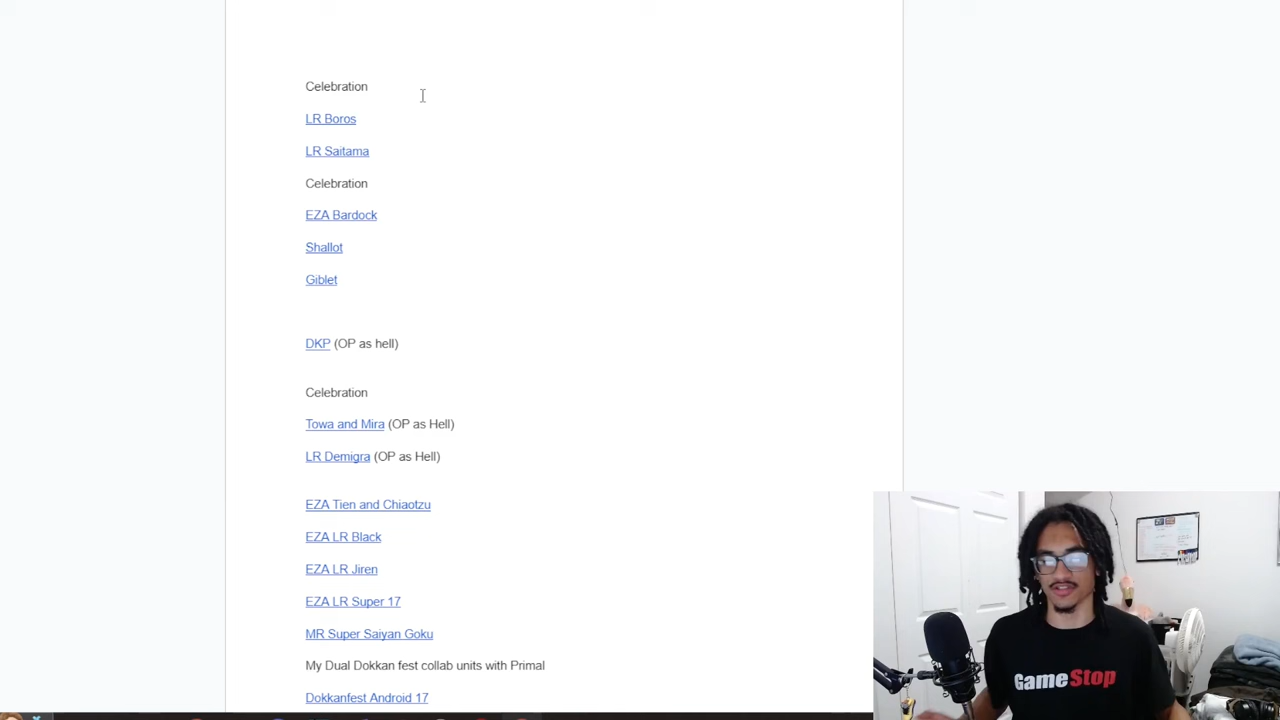 Celebration
LR Boros
LR Saitama
Celebration
EZA Bardock
Shallot
Giblet
DKP (OP as hell)
Celebration
Towa and Mira (OP as Hell)
LR Demigra (OP as Hell)
EZA Tien and Chiaotzu
EZA LR Black
EZA LR Jiren
EZA LR Super 17
MR Super Saiyan Goku
My Dual Dokkan fest collab units with Primal
Dokkanfest Android 17
GameStop